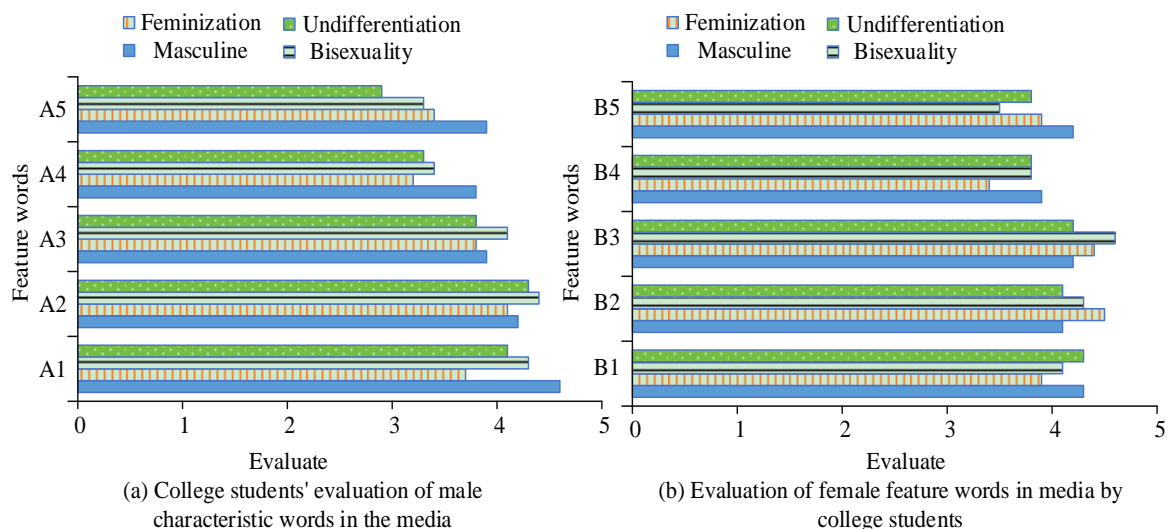 Feminization Undifferentiation
Masculine Bisexuality
A5
A4
A3
A2
A1
Feature words
0 1 2 3 4 5
Evaluate
(a) College students' evaluation of male
characteristic words in the media
Feminization Undifferentiation
Masculine Bisexuality
B5
B4
B3
B2
B1
Feature words
0 1 2 3 4 5
Evaluate
(b) Evaluation of female feature words in media by
college students